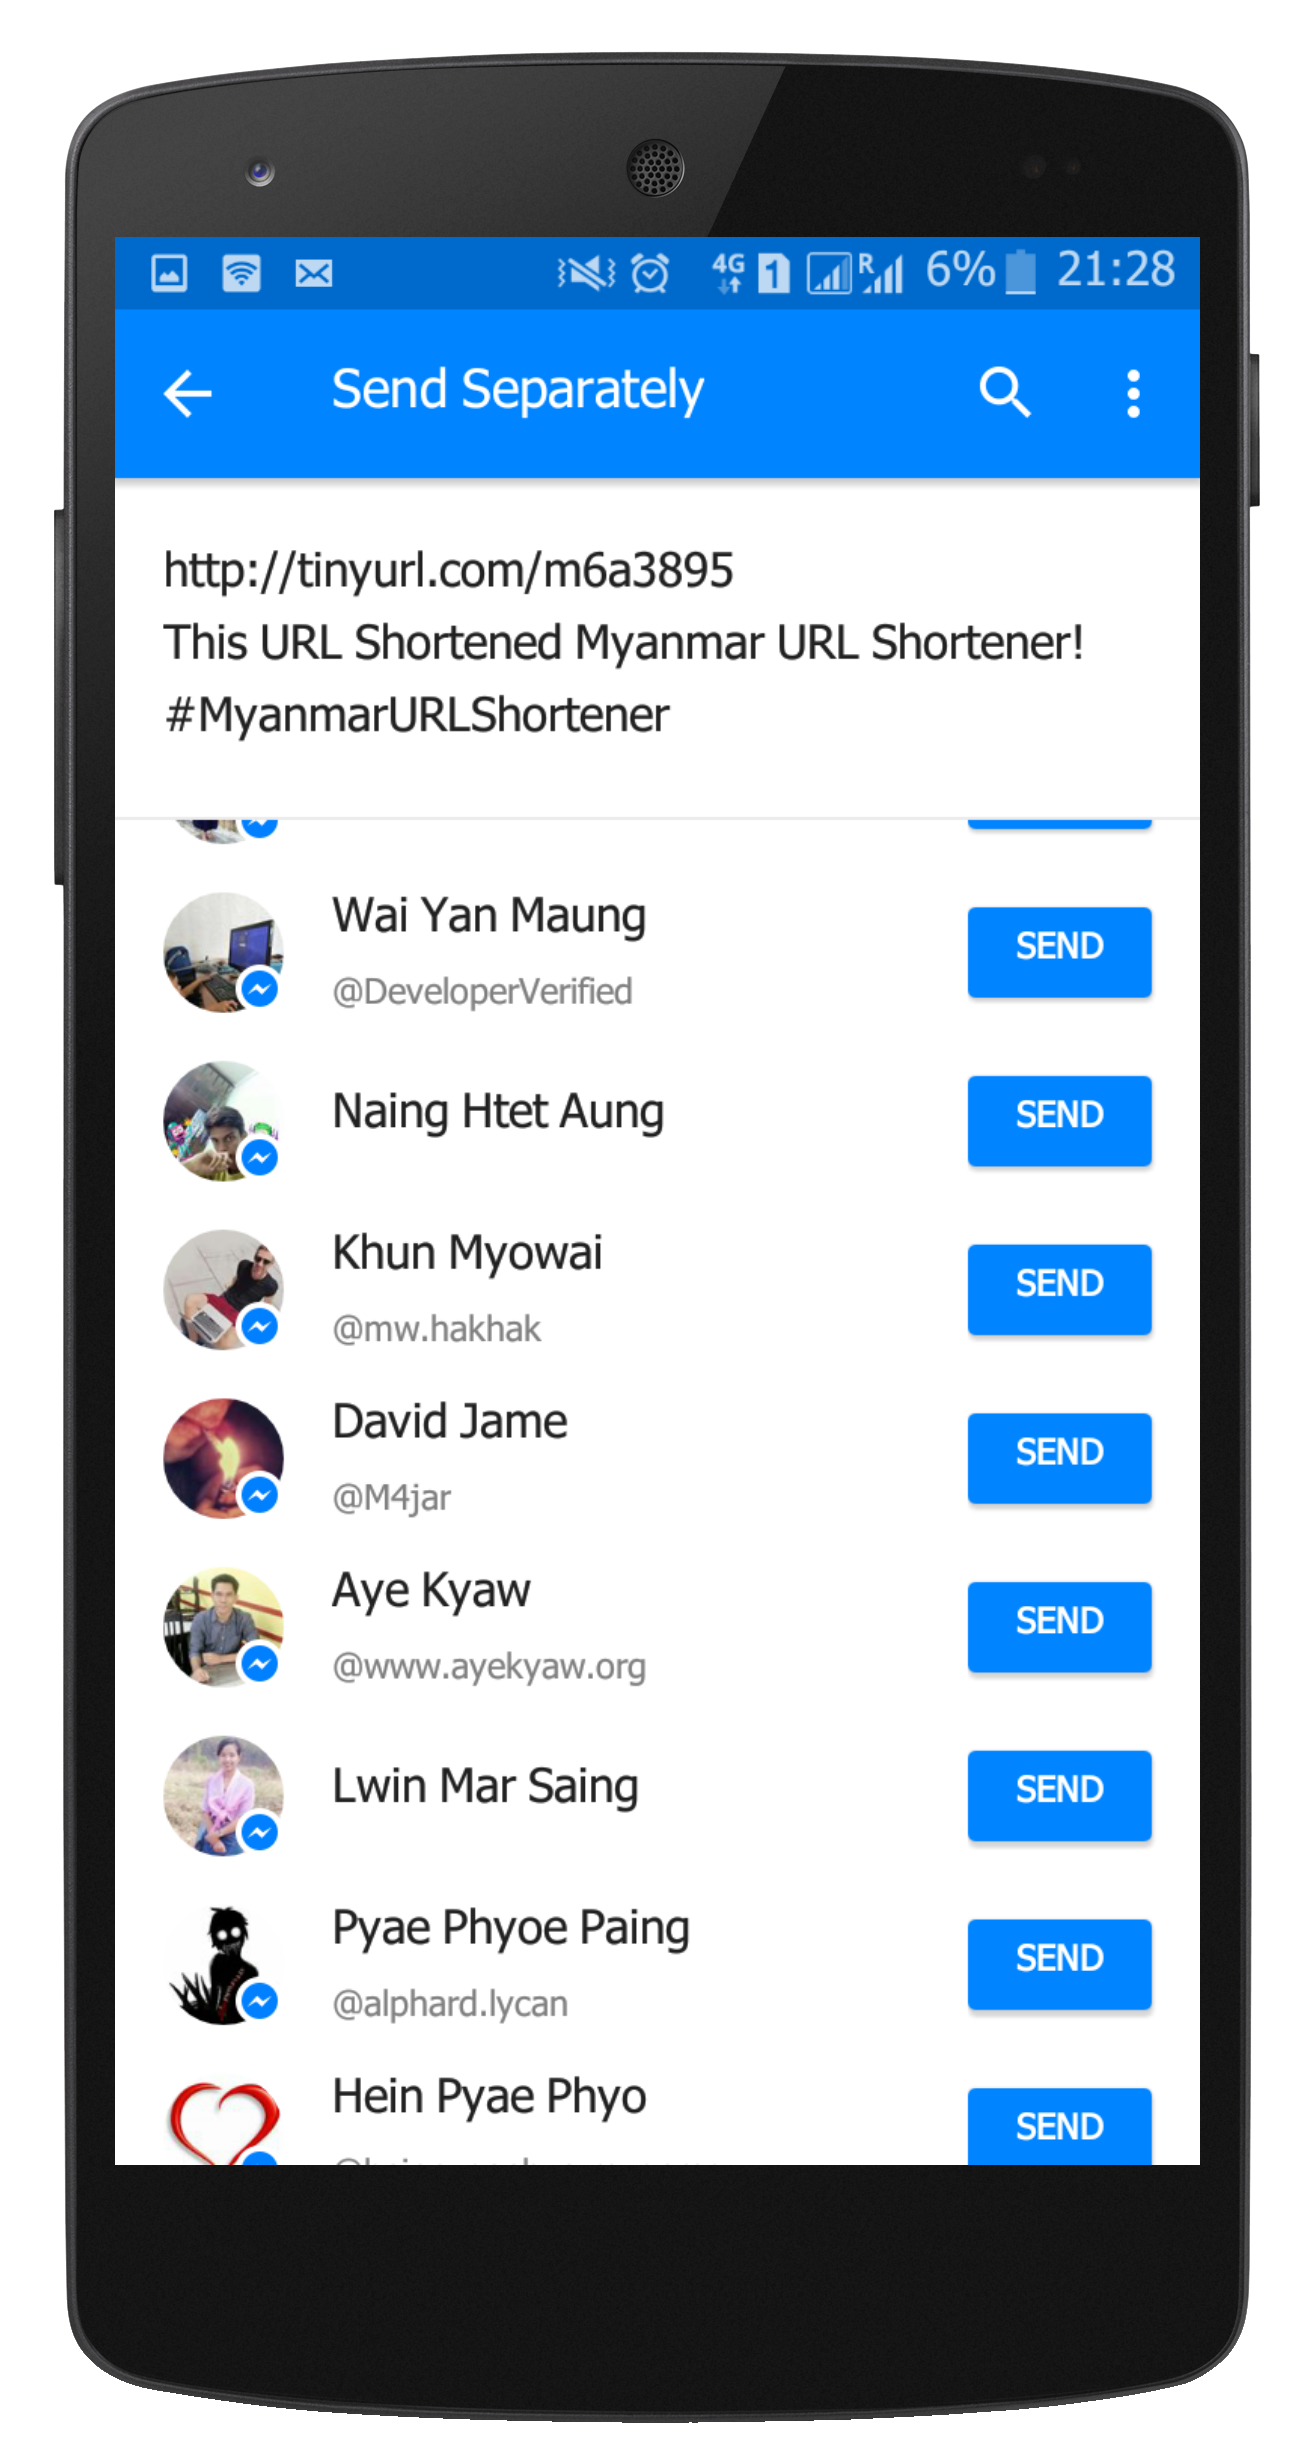 4G 1 R 6% 21:28
Send Separately
http://tinyurl.com/m6a3895
This URL Shortened Myanmar URL Shortener!
#MyanmarURLShortener
Wai Yan Maung
@DeveloperVerified
SEND
Naing Htet Aung
SEND
Khun Myowai
@mw.hakhak
SEND
David Jame
@M4jar
SEND
Aye Kyaw
@www.ayekyaw.org
SEND
Lwin Mar Saing
SEND
Pyae Phyoe Paing
@alphard.lycan
SEND
Hein Pyae Phyo
SEND